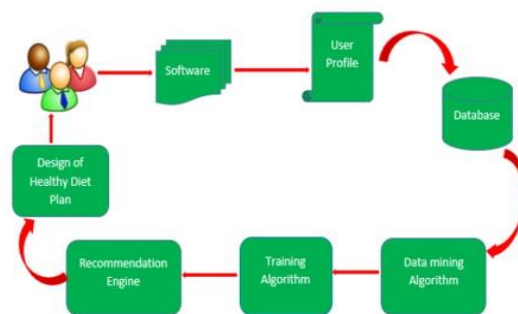 Software
User
Profile
Database
Data mining
Algorithm
Training
Algorithm
Recommendation
Engine
Design of
Healthy Diet
Plan